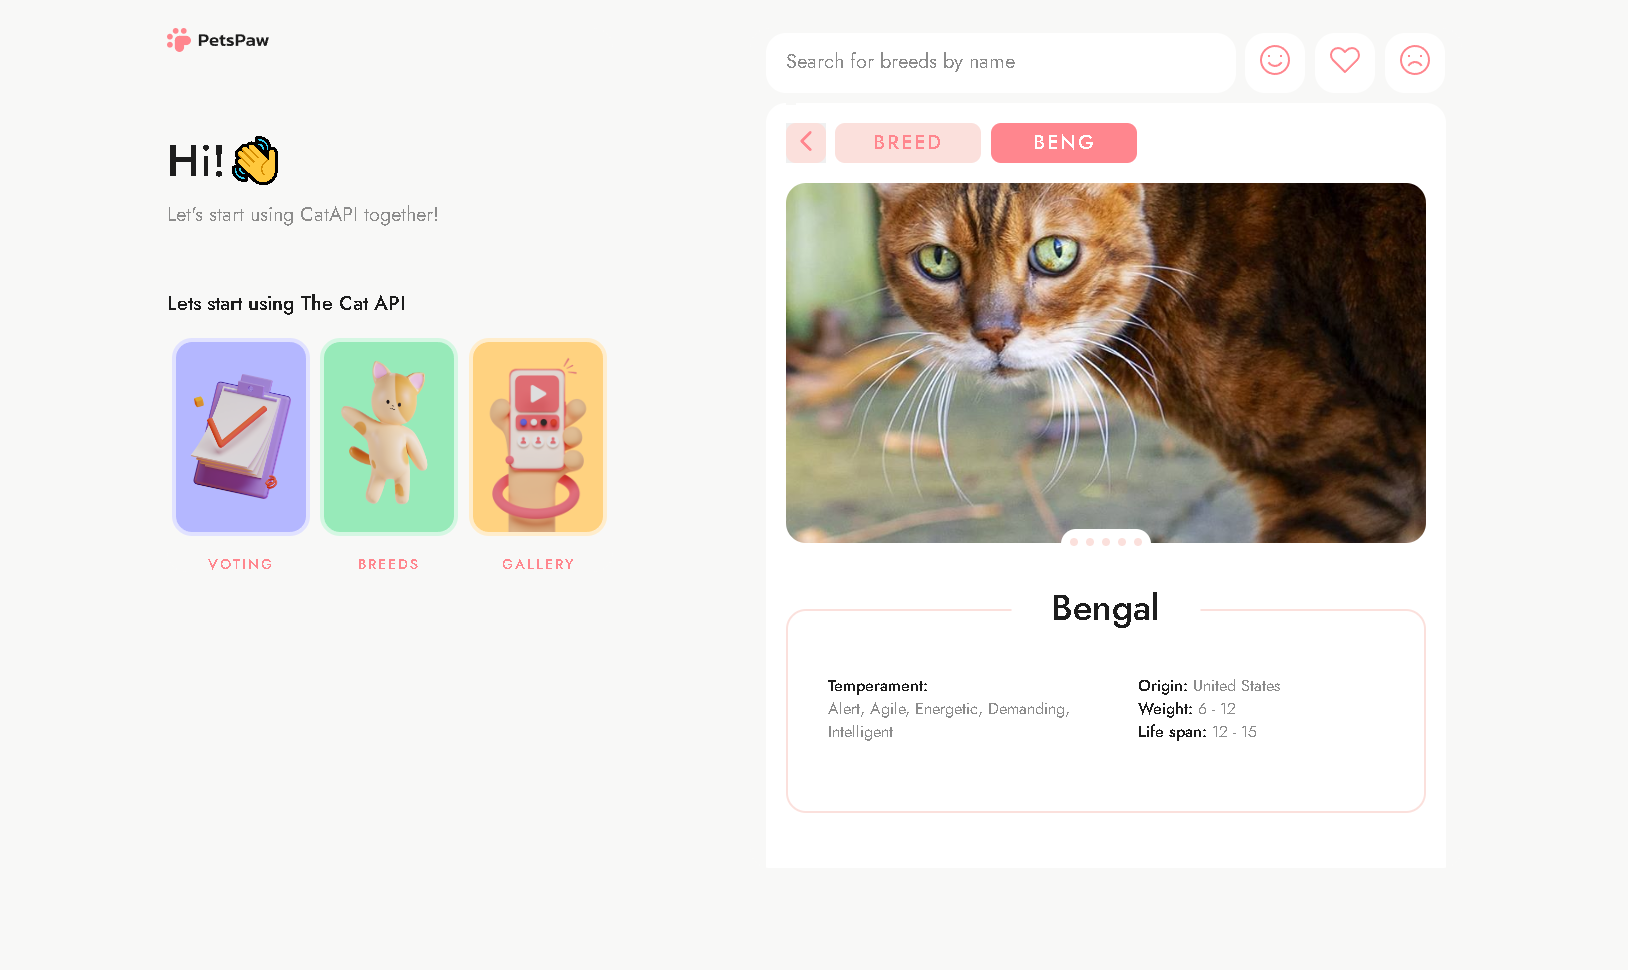 PetsPaw
Hi!👋
Let's start using CatAPI together!
Lets start using The Cat API
VOTING
BREEDS
GALLERY
Search for breeds by name
BREED
BENG
Bengal
Temperament:
Alert, Agile, Energetic, Demanding,
Intelligent
Origin: United States
Weight: 6 - 12
Life span: 12 - 15